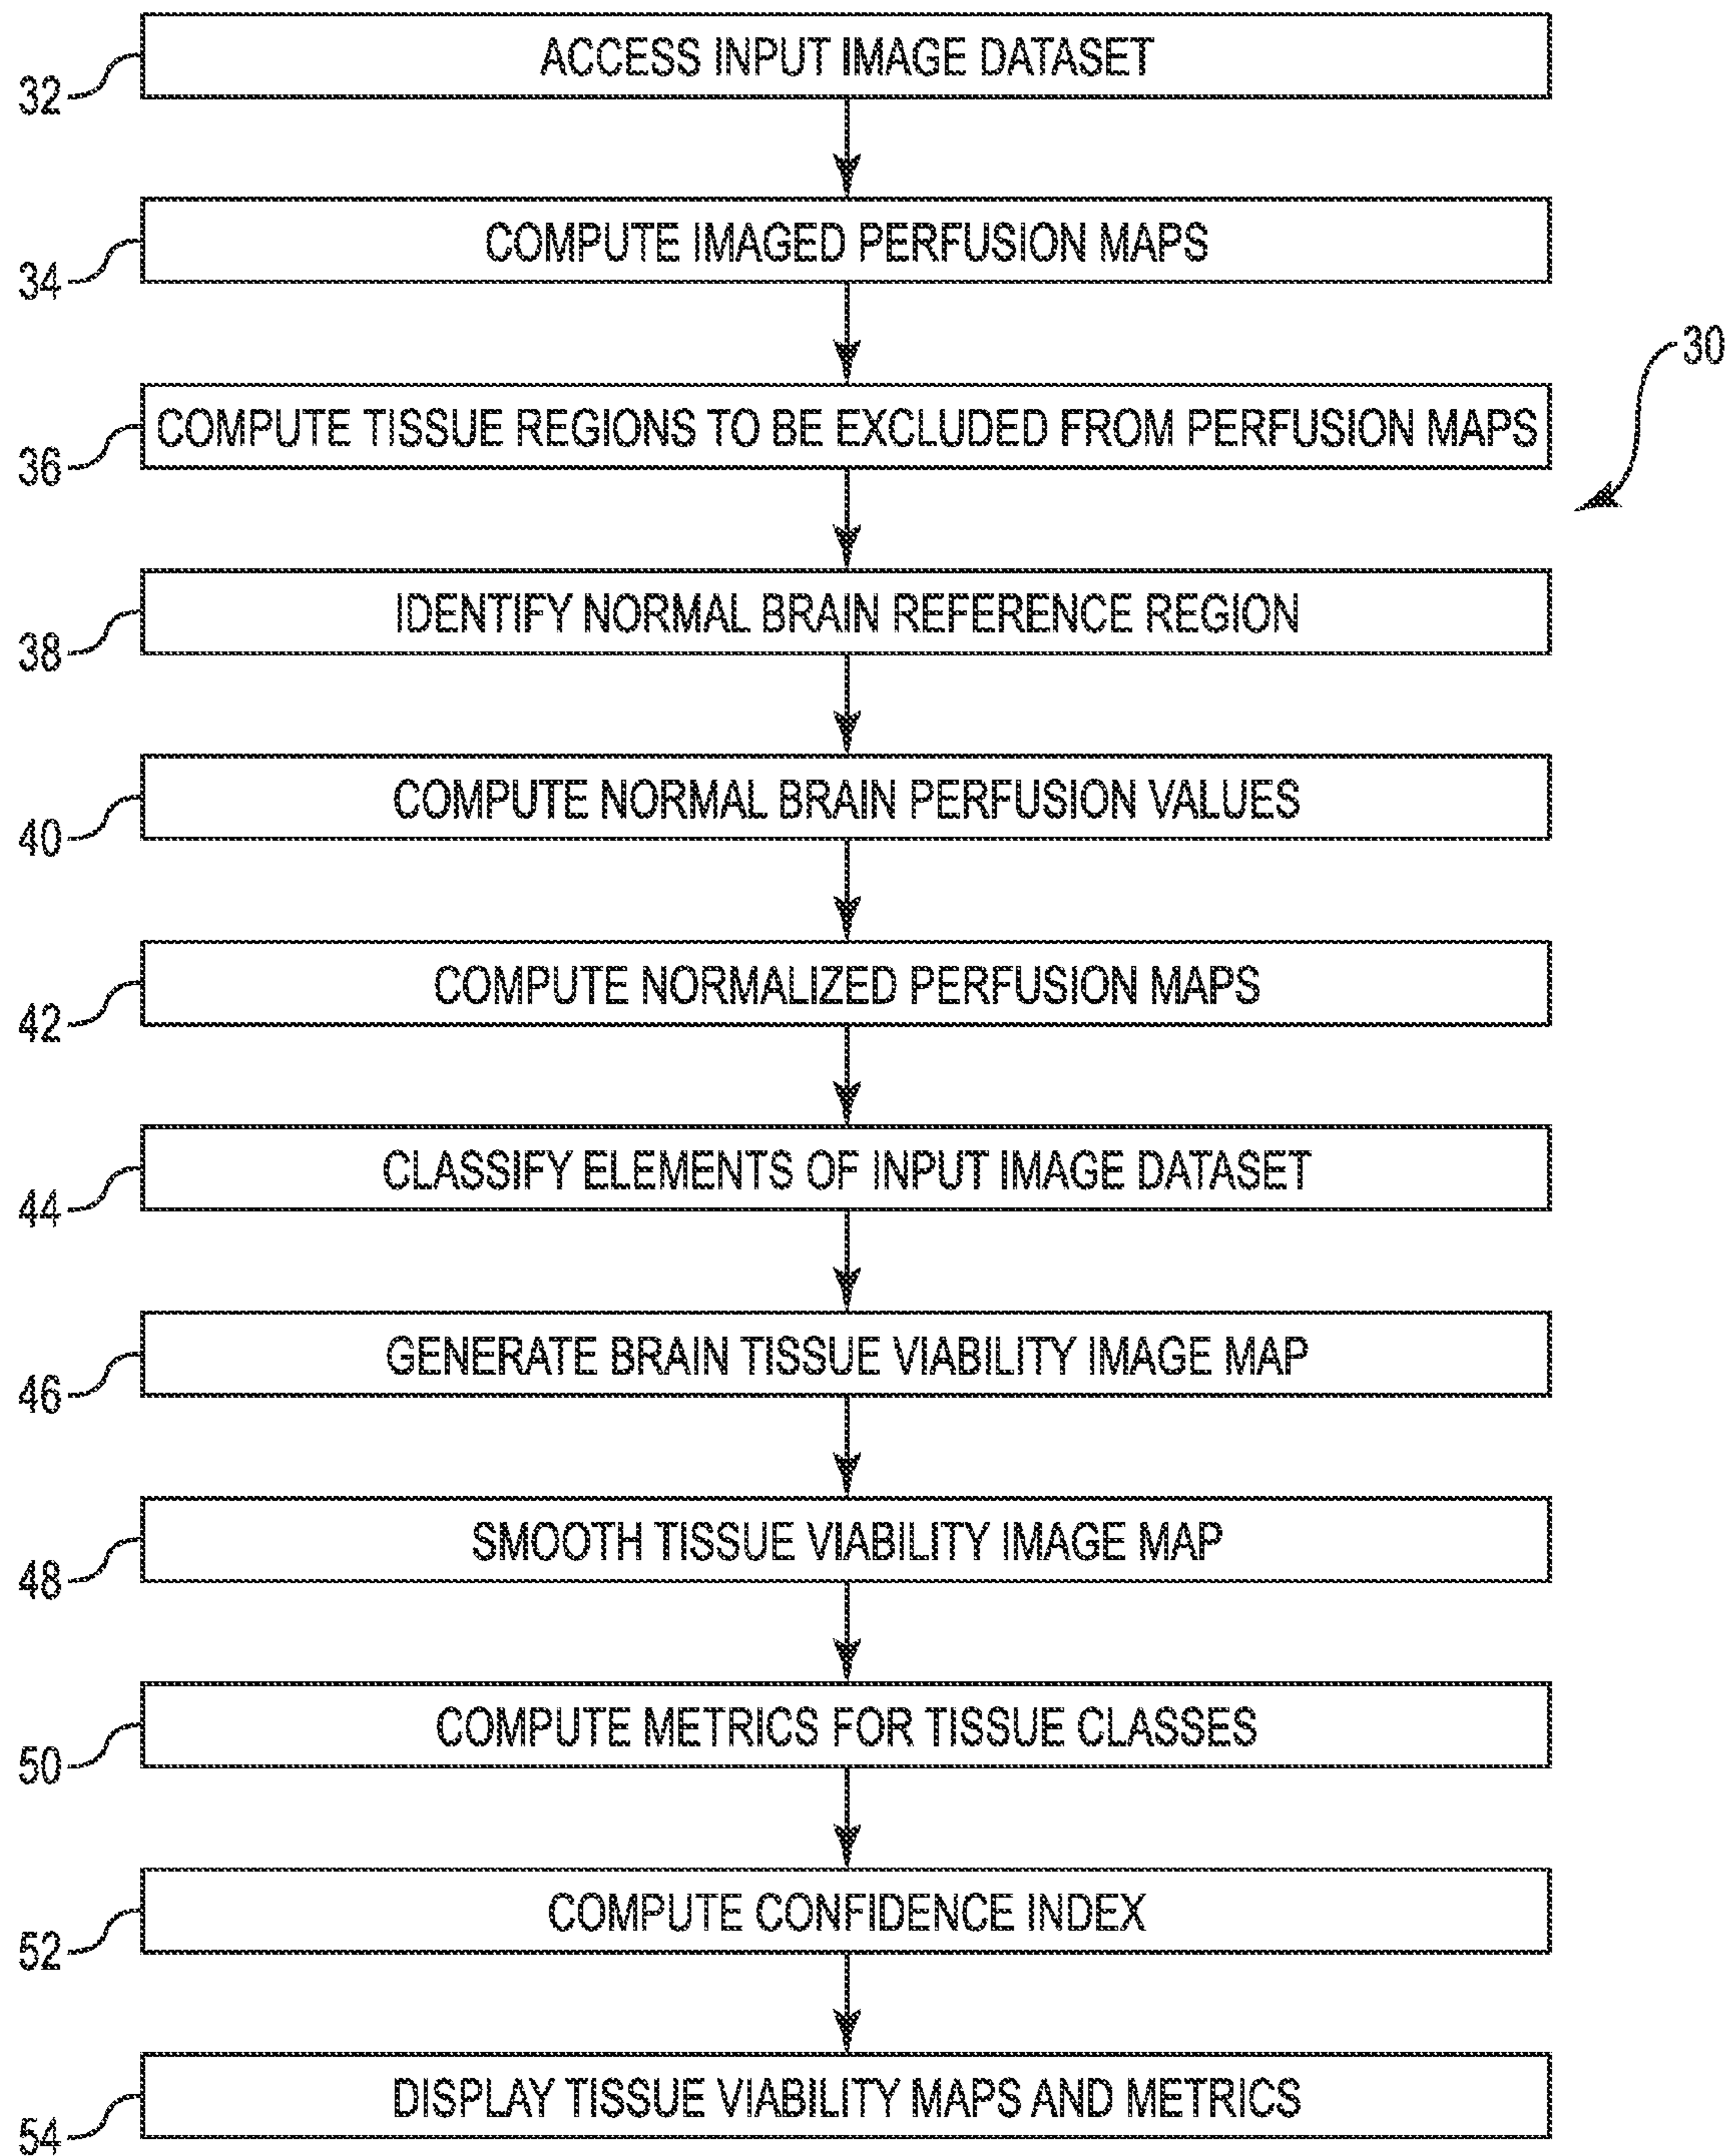 ACCESS INPUT IMAGE DATASET
32
COMPUTE IMAGED PERFUSION MAPS
34
30
COMPUTE TISSUE REGIONS TO BE EXCLUDED FROM PERFUSION MAPS
36
IDENTIFY NORMAL BRAIN REFERENCE REGION
38
COMPUTE NORMAL BRAIN PERFUSION VALUES
40
COMPUTE NORMALIZED PERFUSION MAPS
42
CLASSIFY ELEMENTS OF INPUT IMAGE DATASET
44
GENERATE BRAIN TISSUE VIABILITY IMAGE MAP
46
SMOOTH TISSUE VIABILITY IMAGE MAP
48
COMPUTE METRICS FOR TISSUE CLASSES
50
COMPUTE CONFIDENCE INDEX
52
DISPLAY TISSUE VIABILITY MAPS AND METRICS
54